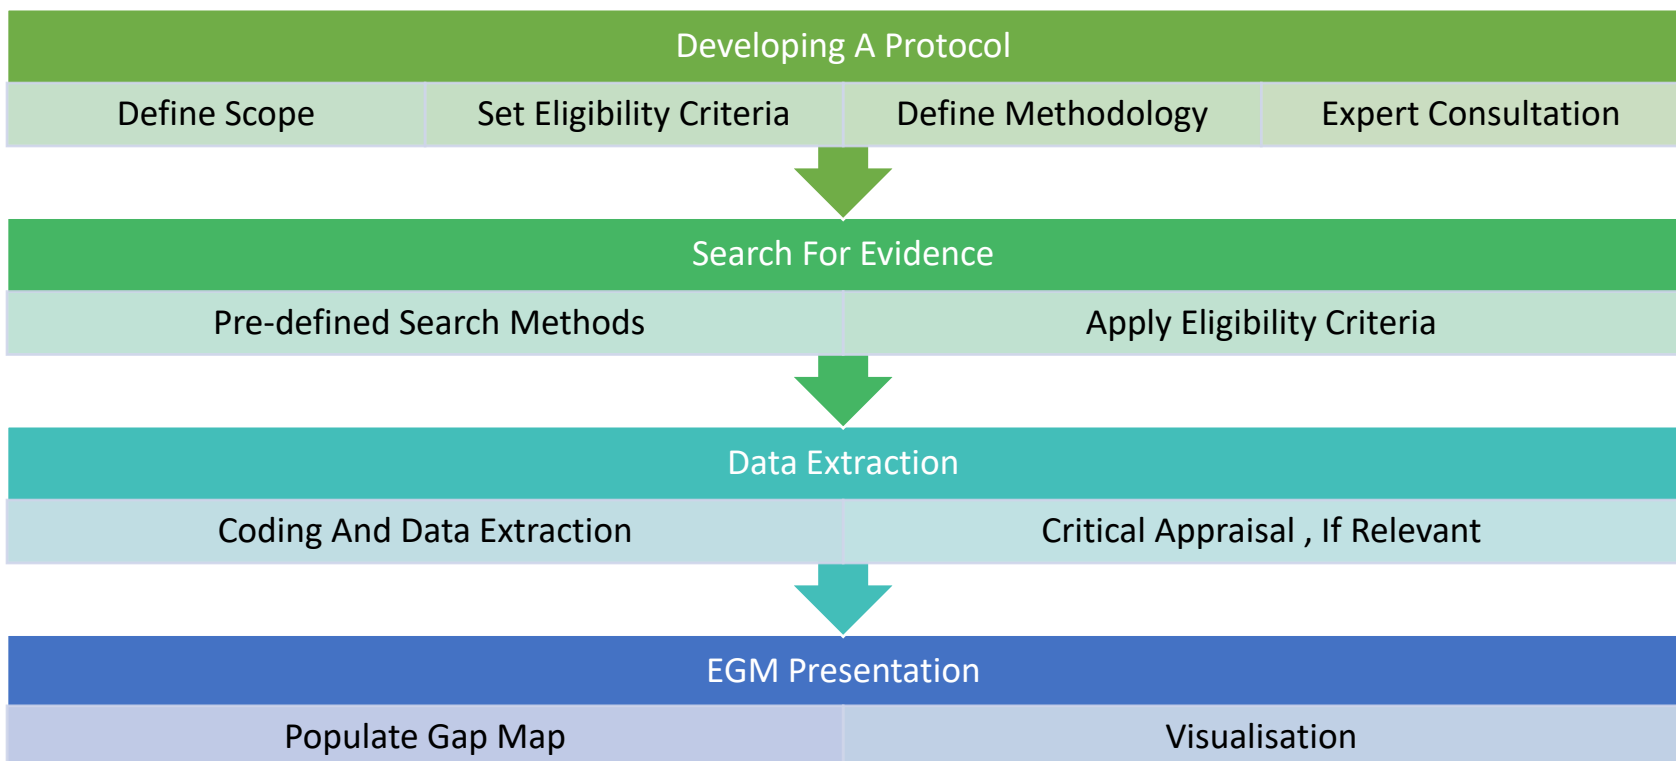 Developing A Protocol
Define Scope
Set Eligibility Criteria
Define Methodology
Expert Consultation
Search For Evidence
Pre-defined Search Methods
Apply Eligibility Criteria
Data Extraction
Coding And Data Extraction
Critical Appraisal , If Relevant
EGM Presentation
Populate Gap Map
Visualisation